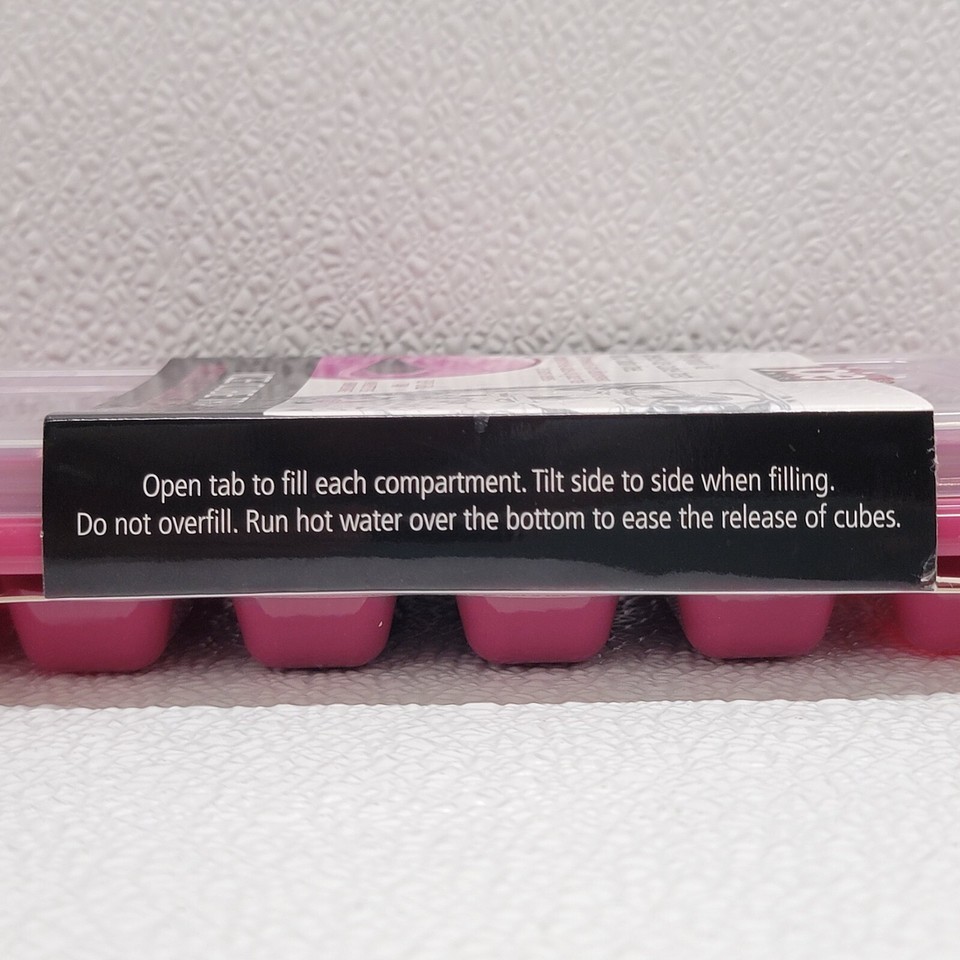 Open tab to fill each compartment. Tilt side to side when filling.
Do not overfill. Run hot water over the bottom to ease the release of cubes.